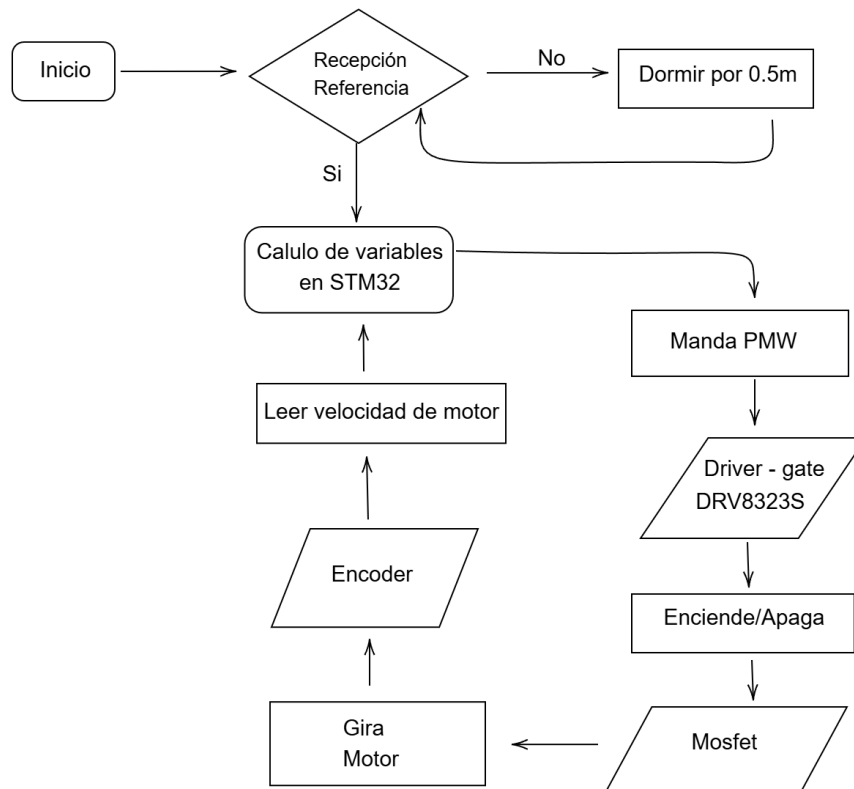 Inicio
Recepción
Referencia
No
Dormir por 0.5m
Si
Calulo de variables
en STM32
Manda PMW
Leer velocidad de motor
Driver - gate
DRV8323S
Encoder
Enciende/Apaga
Gira
Motor
Mosfet